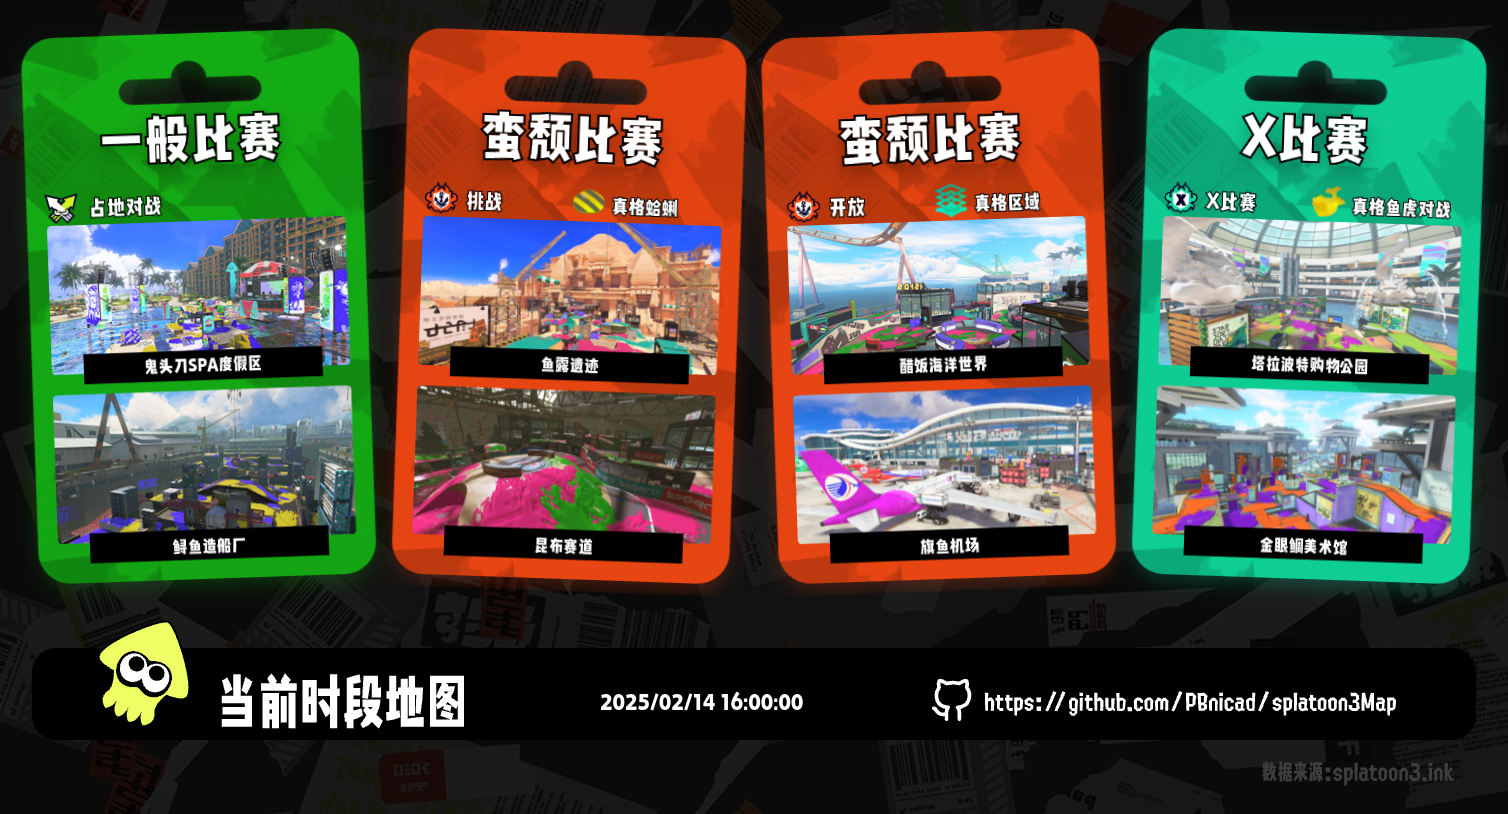 一般比赛
占地对战
鬼头刀SPA度假区
鲟鱼造船厂
蛮颓比赛
挑战
真格蛤蜊
鱼露遗迹
昆布赛道
蛮颓比赛
开放
真格区域
醋饭海洋世界
旗鱼机场
X比赛
X比赛
真格鱼虎对战
塔拉波特购物公园
金眼鲷美术馆
当前时段地图
2025/02/14 16:00:00
https://github.com/PBnicad/splatoon3Map
数据来源:splatoon3.ink